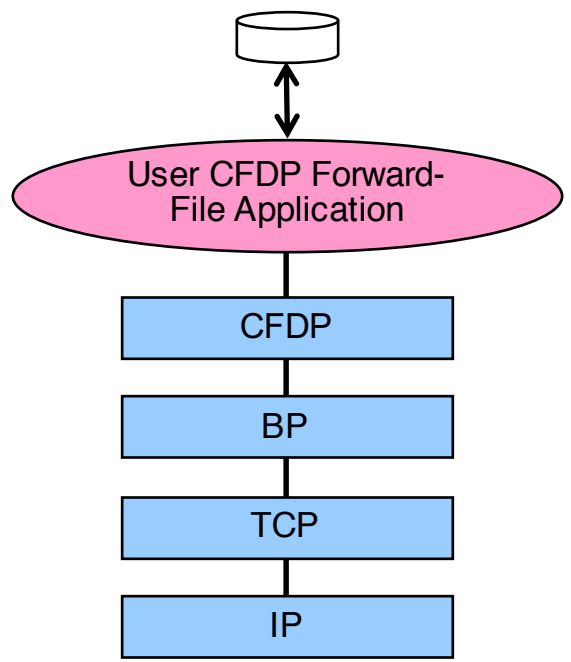 User CFDP Forward-
File Application
CFDP
BP
TCP
IP